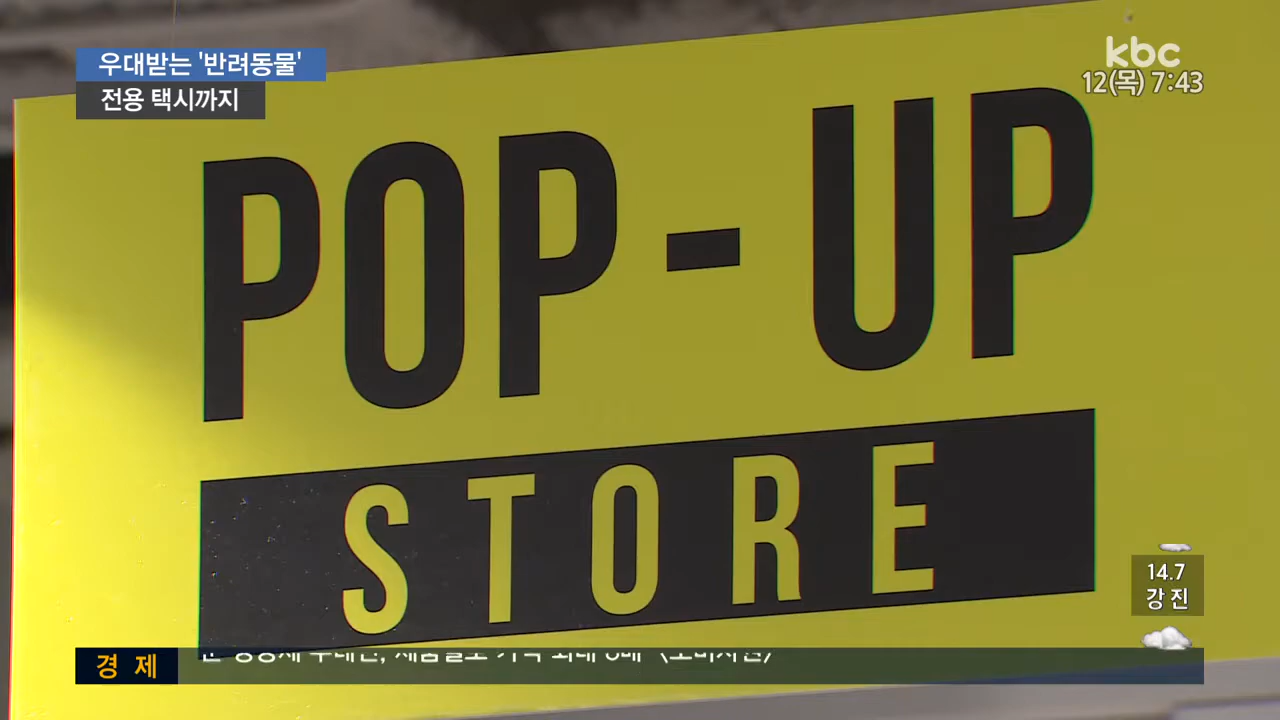 우대받는 '반려동물'
전용 택시까지
kbc
12(목) 7:43
POP-UP
STORE
14.7
강진
경제